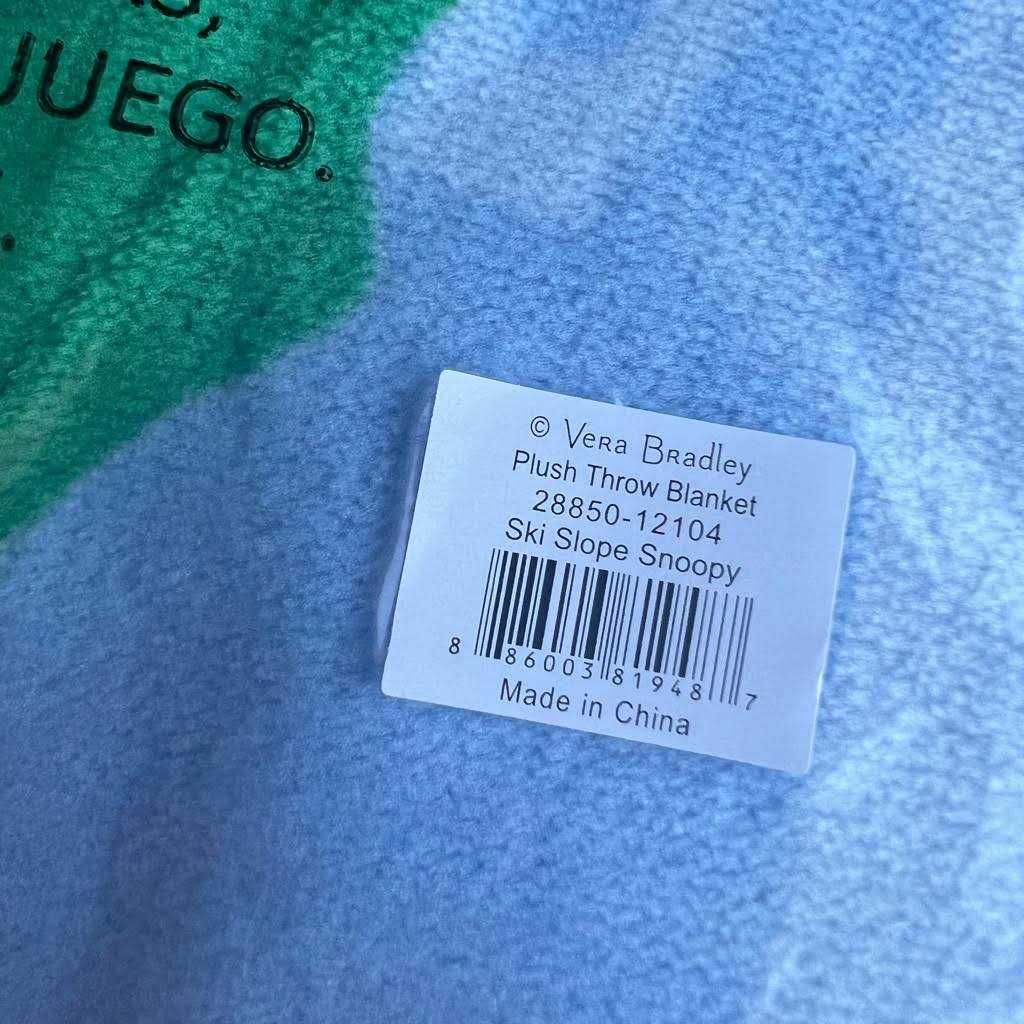 JUEGO.
© Vera Bradley
Plush Throw Blanket
28850-12104
Ski Slope Snoopy
8 86003 81948 7
Made in China